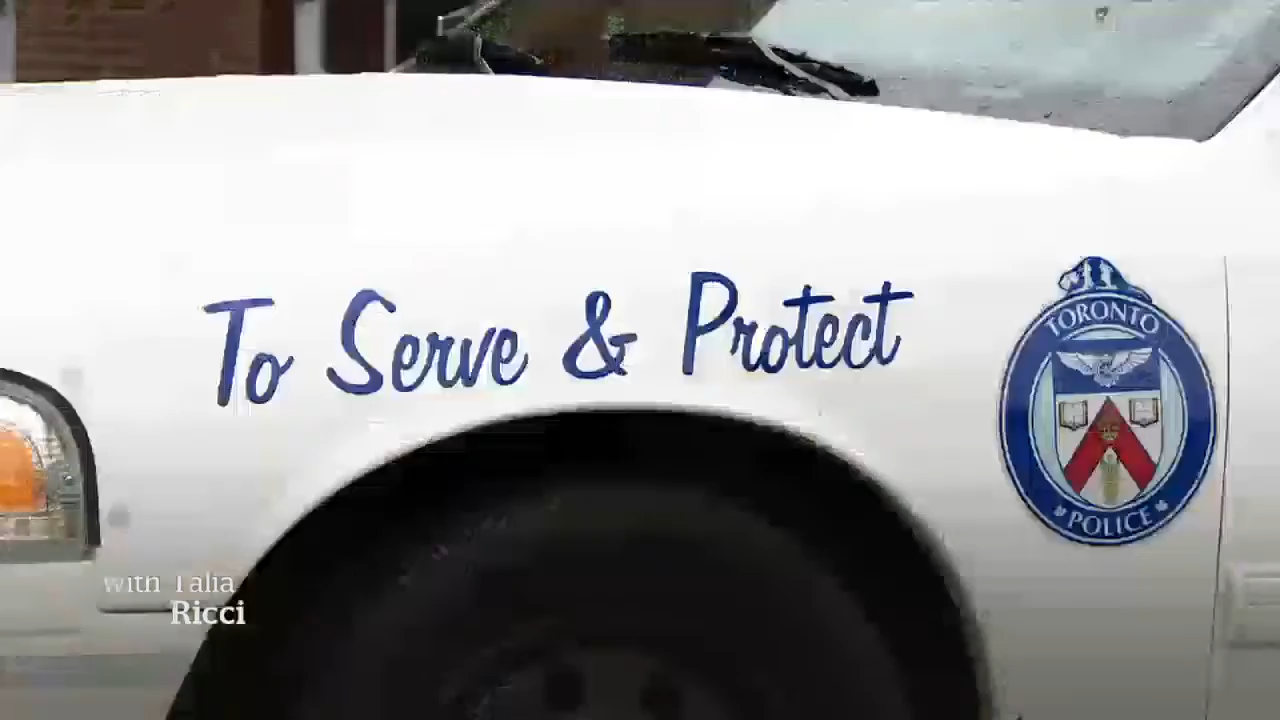 To Serve & Protect
TORONTO
POLICE
with Talia
Ricci